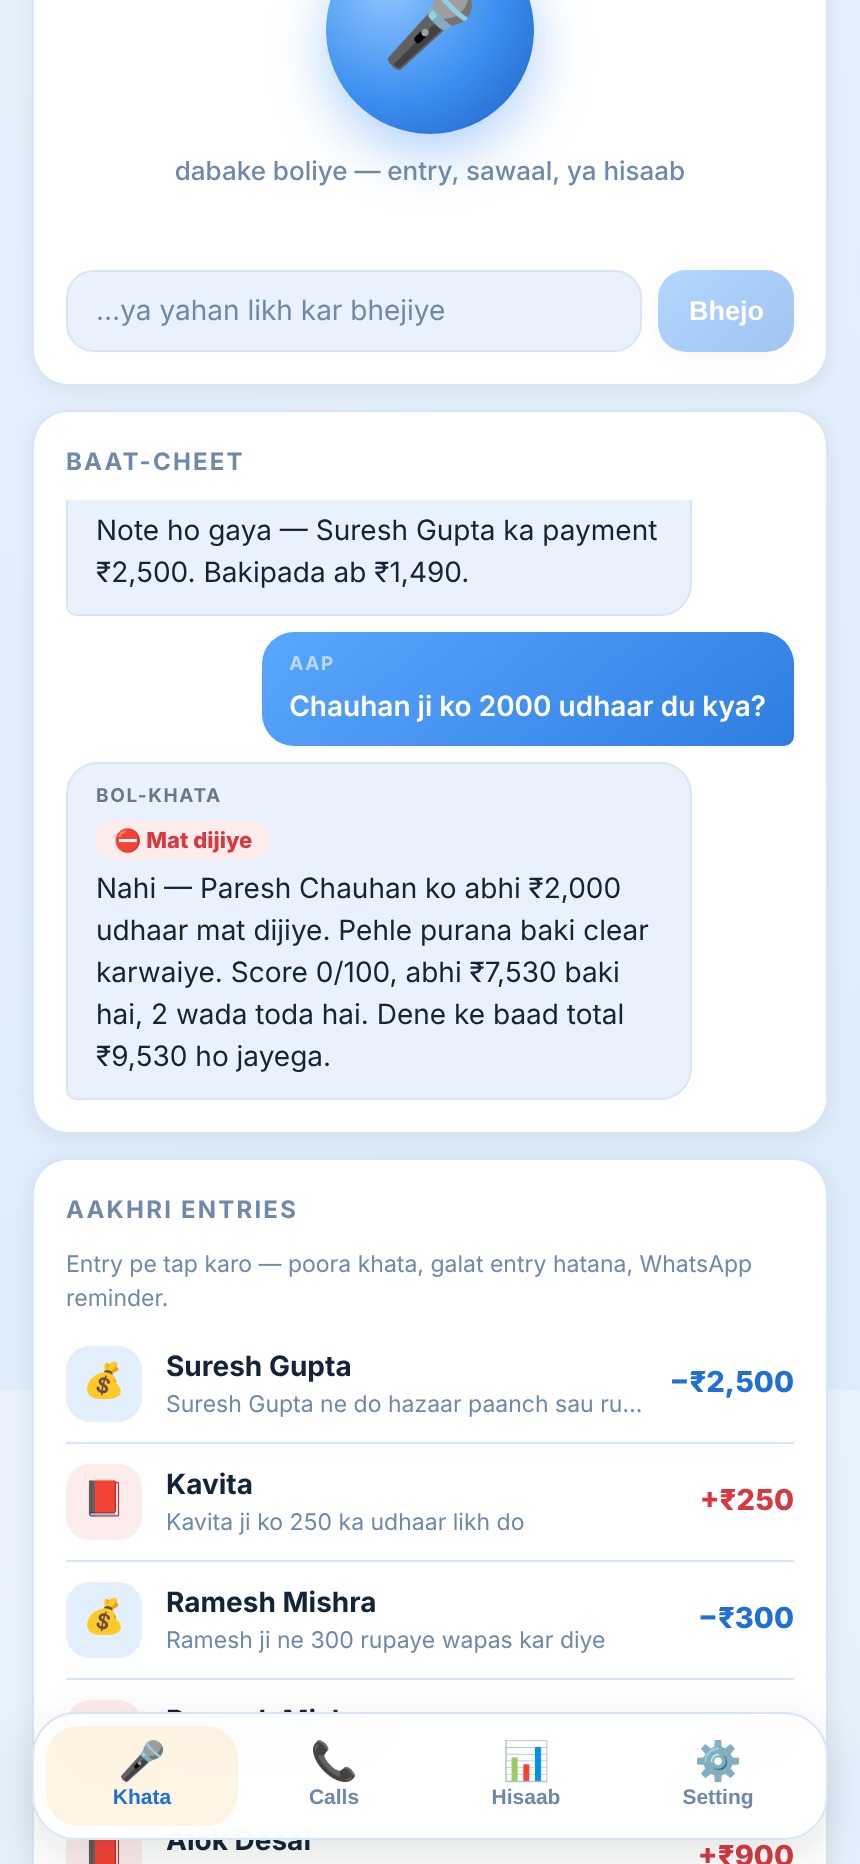 dabake boliye — entry, sawaal, ya hisaab
...ya yahan likh kar bhejiye
Bhejo
BAAT-CHEET
Note ho gaya — Suresh Gupta ka payment
₹2,500. Bakipada ab ₹1,490.
AAP
Chauhan ji ko 2000 udhaar du kya?
BOL-KHATA
Mat dijiye
Nahi — Paresh Chauhan ko abhi ₹2,000
udhaar mat dijiye. Pehle purana baki clear
karwaiye. Score 0/100, abhi ₹7,530 baki
hai, 2 wada toda hai. Dene ke baad total
₹9,530 ho jayega.
AAKHRI ENTRIES
Entry pe tap karo — poora khata, galat entry hatana, WhatsApp
reminder.
Suresh Gupta
Suresh Gupta ne do hazaar paanch sau ru...
−₹2,500
Kavita
Kavita ji ko 250 ka udhaar likh do
+₹250
Ramesh Mishra
Ramesh ji ne 300 rupaye wapas kar diye
−₹300
Khata
Calls
Hisaab
Setting
Alok Desai
+₹900